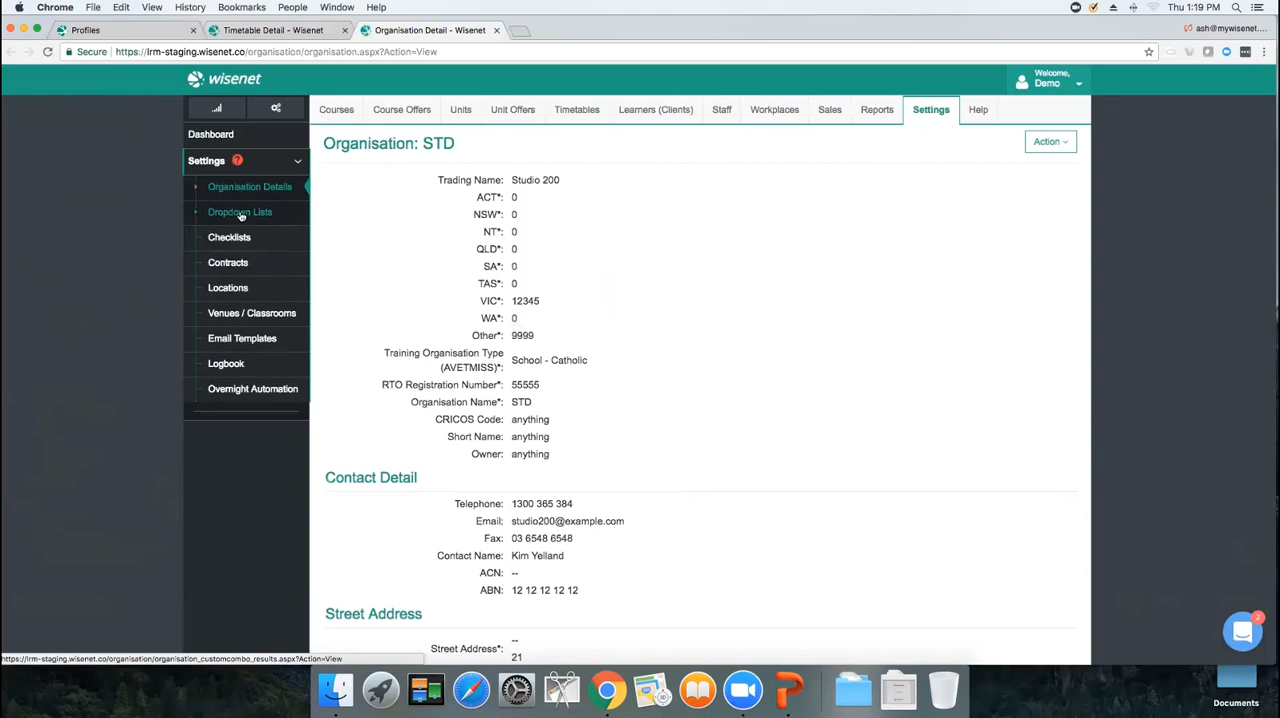 Chrome File Edit View History Bookmarks People Window Help Thu 1:19 PM
Profiles × Timetable Detail - Wisenet × Organisation Detail - Wisenet × ash@mywisenet....
Secure https://lrm-staging.wisenet.co/organisation/organisation.aspx?Action=View
wisenet Welcome,
Demo
Courses Course Offers Units Unit Offers Timetables Learners (Clients) Staff Workplaces Sales Reports Settings Help
Dashboard
Settings ?
Organisation Details
Dropdown Lists
Checklists
Contracts
Locations
Venues / Classrooms
Email Templates
Logbook
Overnight Automation
Organisation: STD Action
Trading Name: Studio 200
ACT*: 0
NSW*: 0
NT*: 0
QLD*: 0
SA*: 0
TAS*: 0
VIC*: 12345
WA*: 0
Other*: 9999
Training Organisation Type
(AVETMISS)*: School - Catholic
RTO Registration Number*: 55555
Organisation Name*: STD
CRICOS Code: anything
Short Name: anything
Owner: anything
Contact Detail
Telephone: 1300 365 384
Email: studio200@example.com
Fax: 03 6548 6548
Contact Name: Kim Yelland
ACN: --
ABN: 12 12 12 12 12
Street Address
--
Street Address*:
21
2
https://lrm-staging.wisenet.co/organisation/organisation_customcombo_results.aspx?Action=View
3D
Documents